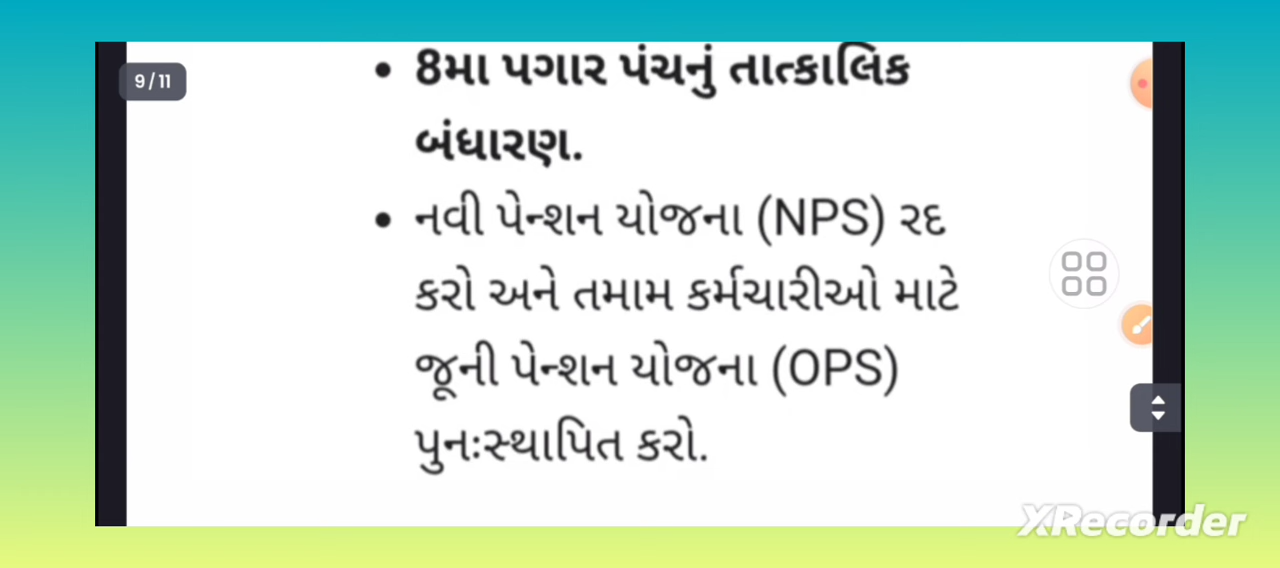 9/11
• 8મા પગાર પંચનું તાત્કાલિક
બંધારણ.
• નવી પેન્શન યોજના (NPS) રદ
કરો અને તમામ કર્મચારીઓ માટે
જૂની પેન્શન યોજના (OPS)
પુનઃસ્થાપિત કરો.
XRecorder